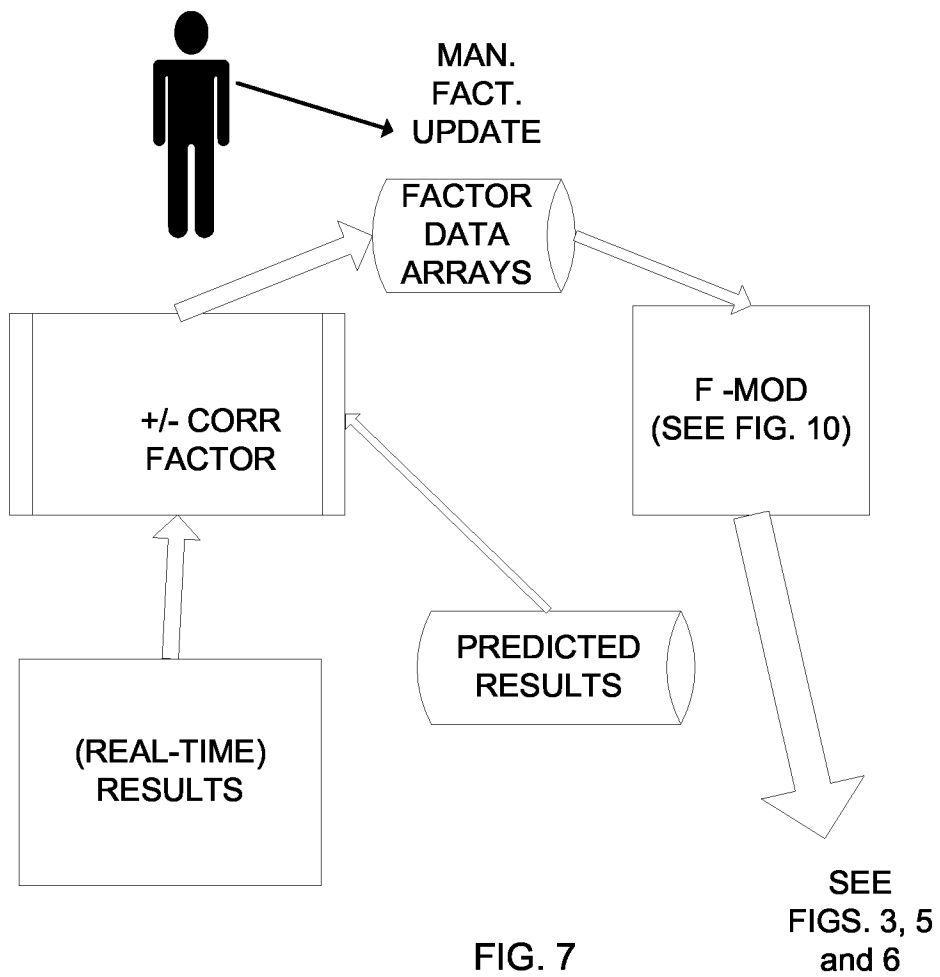 MAN.
FACT.
UPDATE
FACTOR
DATA
ARRAYS
+/- CORR
FACTOR
F -MOD
(SEE FIG. 10)
PREDICTED
RESULTS
(REAL-TIME)
RESULTS
SEE
FIGS. 3, 5
and 6
FIG. 7